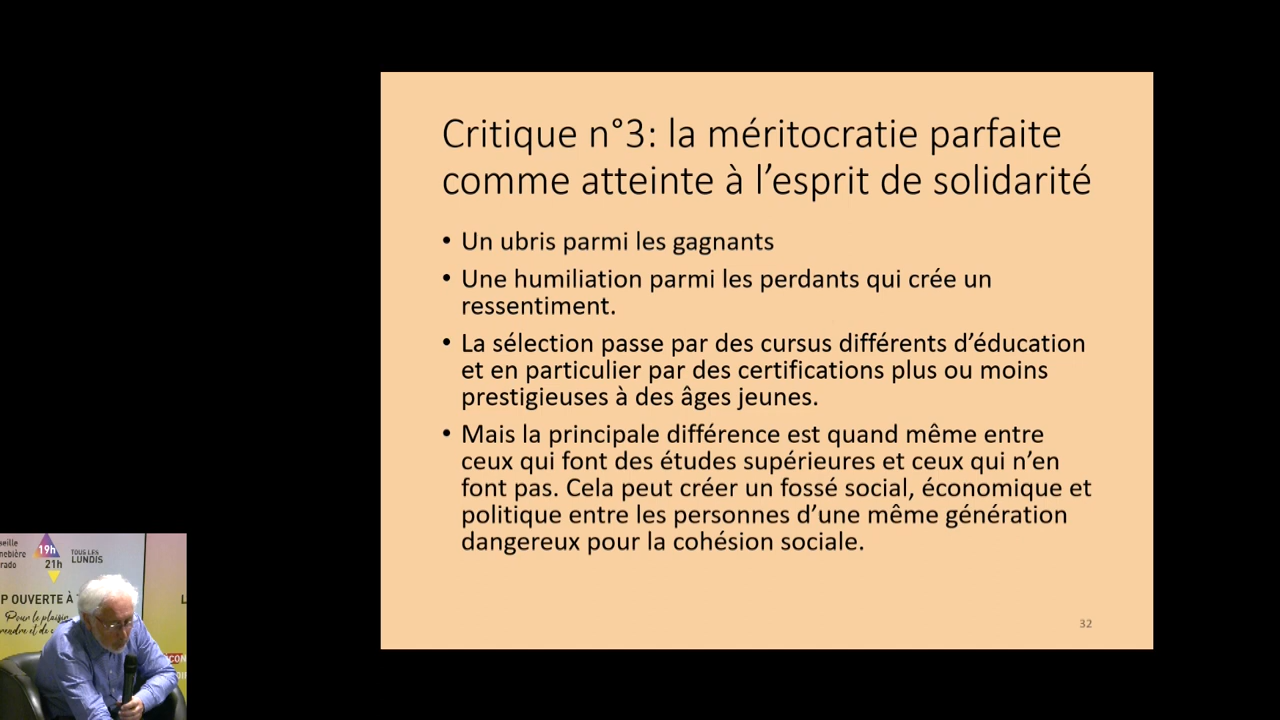 Critique n°3: la méritocratie parfaite
comme atteinte à l’esprit de solidarité
• Un ubris parmi les gagnants
• Une humiliation parmi les perdants qui crée un
ressentiment.
• La sélection passe par des cursus différents d’éducation
et en particulier par des certifications plus ou moins
prestigieuses à des âges jeunes.
• Mais la principale différence est quand même entre
ceux qui font des études supérieures et ceux qui n’en
font pas. Cela peut créer un fossé social, économique et
politique entre les personnes d’une même génération
dangereux pour la cohésion sociale.
32
19h
21h
TOUS LES
LUNDIS
P OUVERTE À
Pour le plaisir